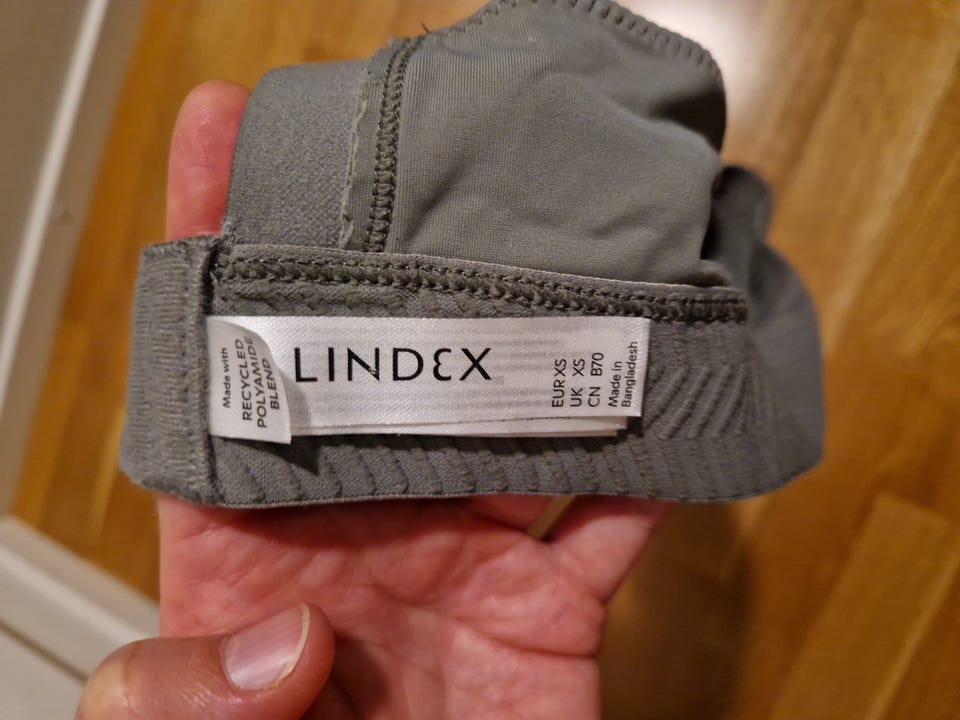 Made with
RECYCLED
POLYAMIDE
BLEND
LINDEX
EUR XS
UK XS
CN B70
Made in
Bangladesh